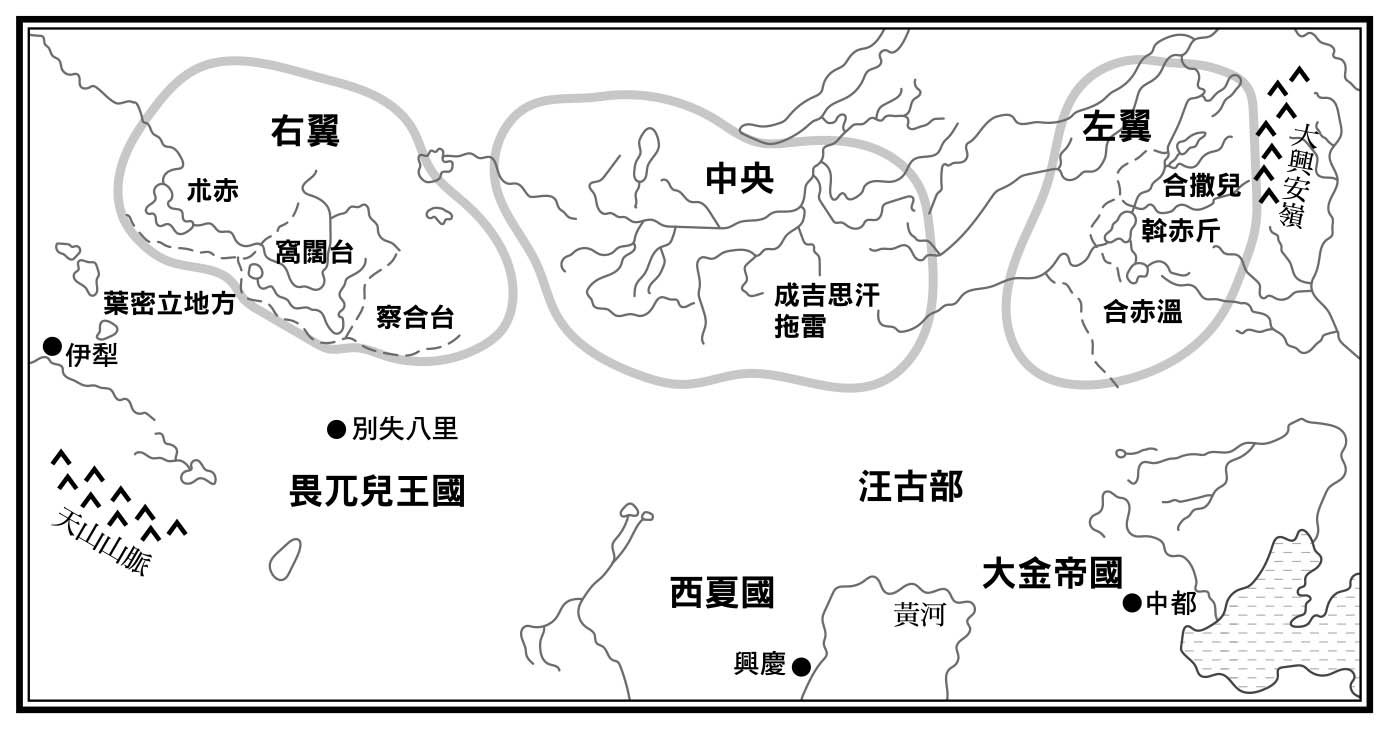 右翼
朮赤
窩闊台
察合台
葉密立地方
伊犁
天山山脈
別失八里
畏兀兒王國
中央
成吉思汗
拖雷
左翼
合撒兒
斡赤斤
合赤溫
大興安嶺
汪古部
西夏國
興慶
黃河
大金帝國
中都